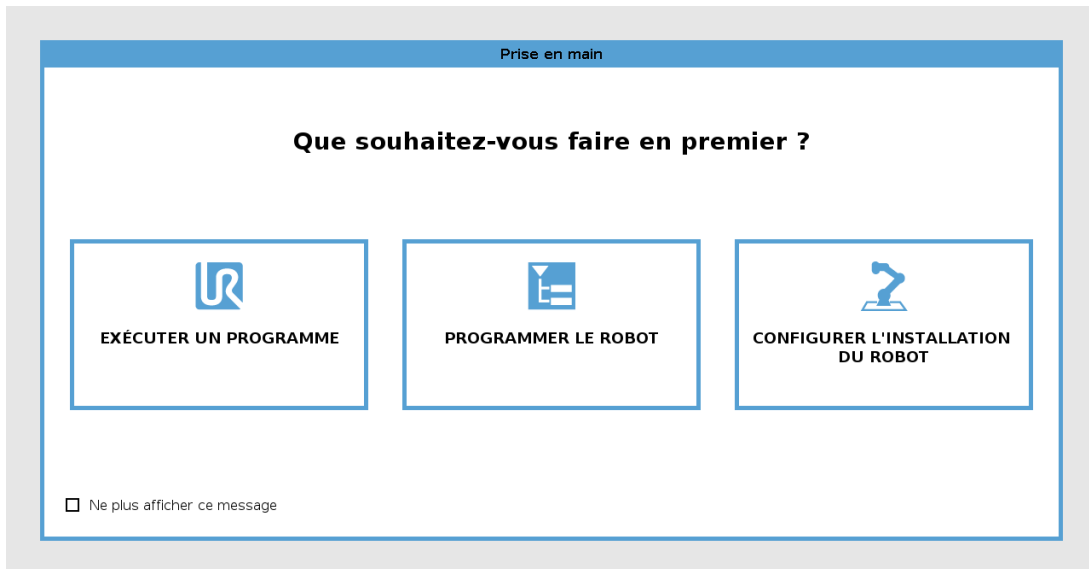 Prise en main
Que souhaitez-vous faire en premier ?
UR
EXÉCUTER UN PROGRAMME
PROGRAMMER LE ROBOT
CONFIGURER L'INSTALLATION
DU ROBOT
Ne plus afficher ce message